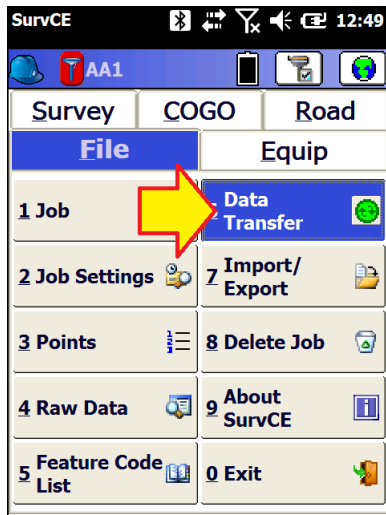 SurvCE 12:49
AA1
Survey COGO Road
File Equip
1 Job
Data
Transfer
2 Job Settings
7 Import/
Export
3 Points
8 Delete Job
4 Raw Data
9 About
SurvCE
5 Feature Code
List
0 Exit